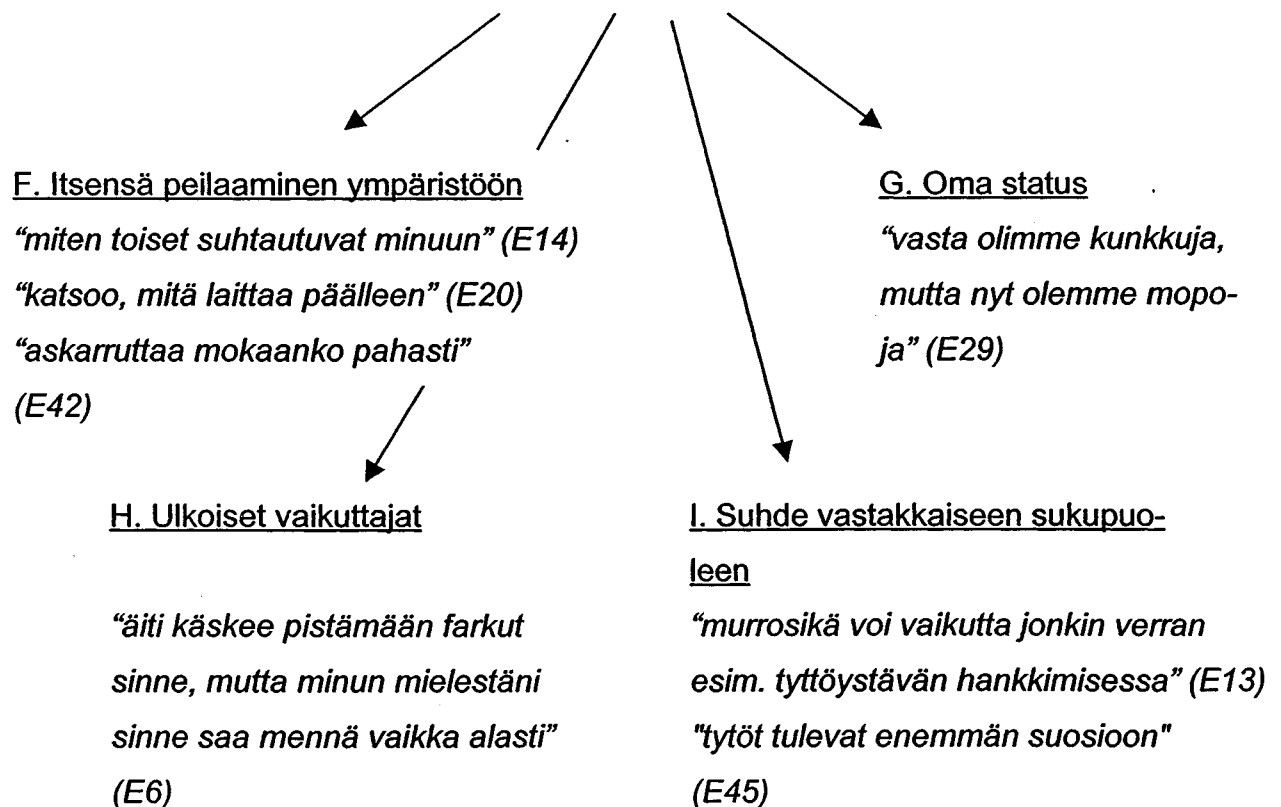 F. Itsensä peilaaminen ympäristöön
“miten toiset suhtautuvat minuun” (E14)
“katsoo, mitä laittaa päälleen” (E20)
“askarruttaa mokaanko pahasti”
(E42)
G. Oma status
“vasta olimme kunkkuja,
mutta nyt olemme mopo-
ja” (E29)
H. Ulkoiset vaikuttajat
“äiti käskee pistämään farkut
sinne, mutta minun mielestäni
sinne saa mennä vaikka alasti”
(E6)
I. Suhde vastakkaiseen sukupuo-
leen
“murrosikä voi vaikutta jonkin verran
esim. tyttöystävän hankkimisessa” (E13)
"tytöt tulevat enemmän suosioon"
(E45)